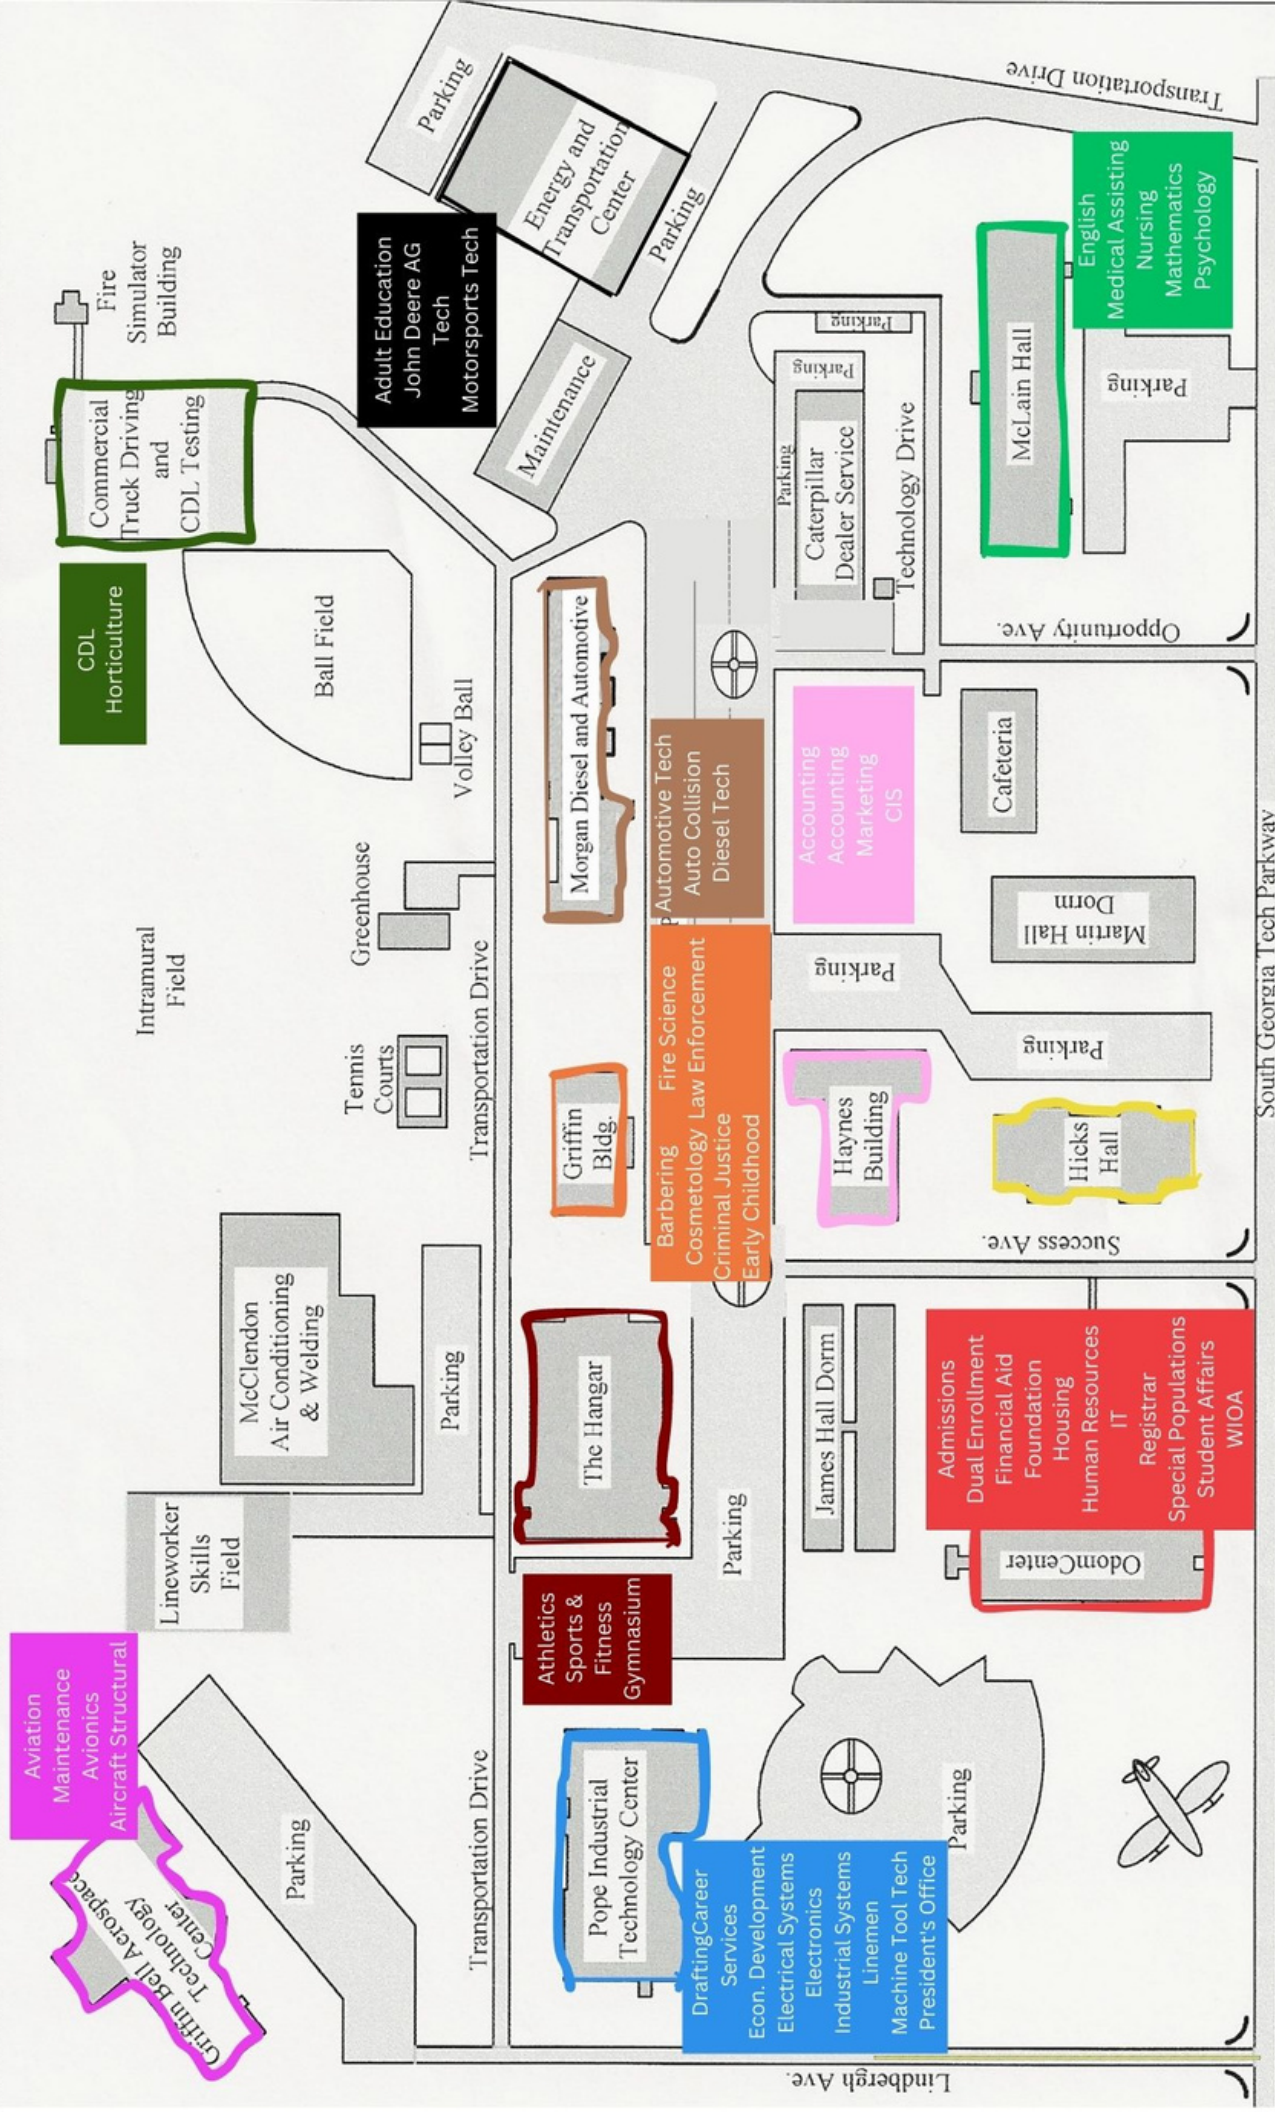 Aviation
Maintenance
Avionics
Aircraft Structural
Griffin Bell Aerospace
Technology
Center
Parking
Lineworker
Skills
Field
McClendon
Air Conditioning
& Welding
Parking
Intramural
Field
Tennis
Courts
Greenhouse
Volley Ball
Ball Field
CDL
Horticulture
Commercial
Truck Driving
and
CDL Testing
Fire
Simulator
Building
Transportation Drive
Transportation Drive
Pope Industrial
Technology Center
DraftingCareer
Services
Econ. Development
Electrical Systems
Electronics
Industrial Systems
Linemen
Machine Tool Tech
President's Office
Athletics
Sports &
Fitness
Gymnasium
The Hangar
Parking
Griffin
Bldg.
Barbering Fire Science
Cosmetology Law Enforcement
Criminal Justice
Early Childhood
Morgan Diesel and Automotive
Automotive Tech
Auto Collision
Diesel Tech
Adult Education
John Deere AG
Tech
Motorsports Tech
Maintenance
Parking
Energy and
Transportation
Center
Parking
Transportation Drive
Parking
James Hall Dorm
Admissions
Dual Enrollment
Financial Aid
Foundation
Housing
Human Resources
IT
Registrar
Special Populations
Student Affairs
WIOA
OdomCenter
Success Ave.
Haynes
Building
Hicks
Hall
Parking
Parking
Accounting
Accounting
Marketing
CIS
Martin Hall
Dorm
Cafeteria
Opportunity Ave.
Parking
Parking
Parking
Caterpillar
Dealer Service
Technology Drive
McLain Hall
Parking
English
Medical Assisting
Nursing
Mathematics
Psychology
Lindbergh Ave.
South Georgia Tech Parkway